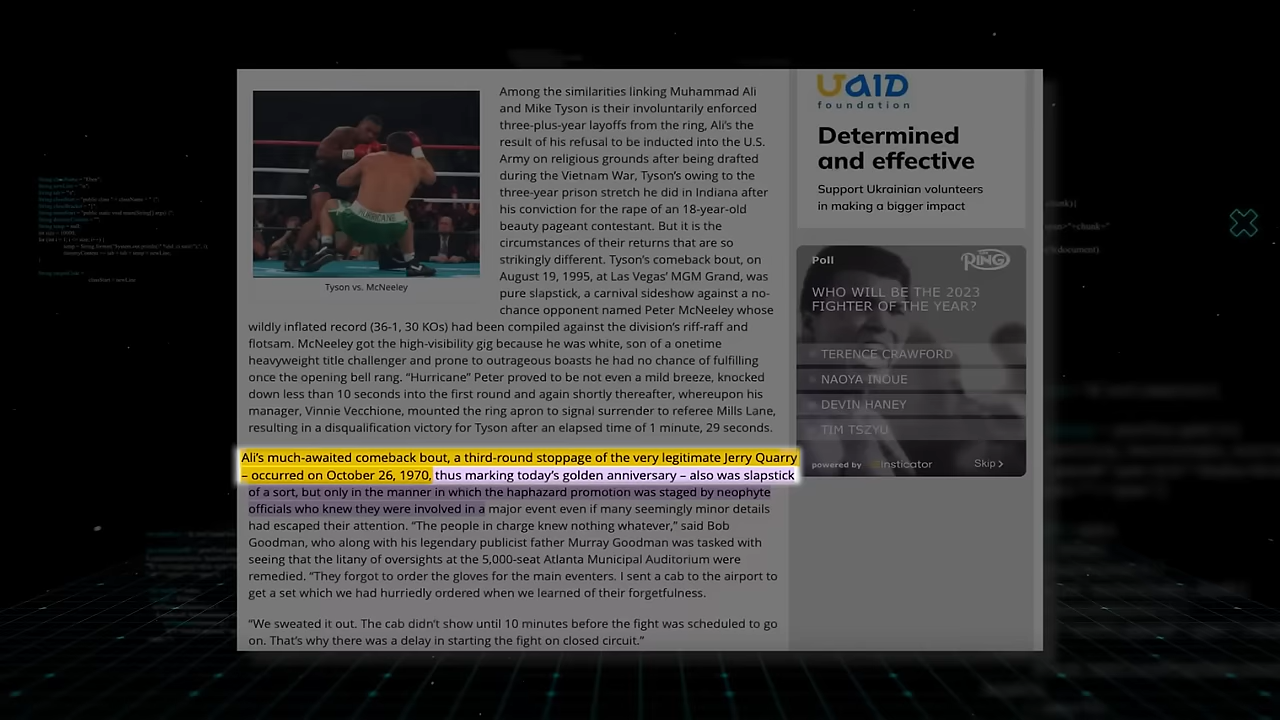 Among the similarities linking Muhammad Ali
and Mike Tyson is their involuntarily enforced
three-plus-year layoffs from the ring, Ali's the
result of his refusal to be inducted into the U.S.
Army on religious grounds after being drafted
during the Vietnam War, Tyson's owing to the
three-year prison stretch he did in Indiana after
his conviction for the rape of an 18-year-old
beauty pageant contestant. But it is the
circumstances of their returns that are so
strikingly different. Tyson's comeback bout, on
August 19, 1995, at Las Vegas' MGM Grand, was
pure slapstick, a carnival sideshow against a no-
chance opponent named Peter McNeeley whose
HURRICANE
Tyson vs. McNeeley
wildly inflated record (36-1, 30 KOs) had been compiled against the division's riff-raff and
flotsam. McNeeley got the high-visibility gig because he was white, son of a onetime
heavyweight title challenger and prone to outrageous boasts he had no chance of fulfilling
once the opening bell rang. "Hurricane" Peter proved to be not even a mild breeze, knocked
down less than 10 seconds into the first round and again shortly thereafter, whereupon his
manager, Vinnie Vecchione, mounted the ring apron to signal surrender to referee Mills Lane,
resulting in a disqualification victory for Tyson after an elapsed time of 1 minute, 29 seconds.
Ali's much-awaited comeback bout, a third-round stoppage of the very legitimate Jerry Quarry
– occurred on October 26, 1970, thus marking today's golden anniversary – also was slapstick
of a sort, but only in the manner in which the haphazard promotion was staged by neophyte
officials who knew they were involved in a major event even if many seemingly minor details
had escaped their attention. "The people in charge knew nothing whatever," said Bob
Goodman, who along with his legendary publicist father Murray Goodman was tasked with
seeing that the litany of oversights at the 5,000-seat Atlanta Municipal Auditorium were
remedied. "They forgot to order the gloves for the main eventers. I sent a cab to the airport to
get a set which we had hurriedly ordered when we learned of their forgetfulness.
"We sweated it out. The cab didn't show until 10 minutes before the fight was scheduled to go
on. That's why there was a delay in starting the fight on closed circuit."
UAID
foundation
Determined
and effective
Support Ukrainian volunteers
in making a bigger impact
Poll
RING
WHO WILL BE THE 2023
FIGHTER OF THE YEAR?
TERENCE CRAWFORD
NAOYA INOUE
DEVIN HANEY
TIM TSZYU
powered by Insticator
Skip >